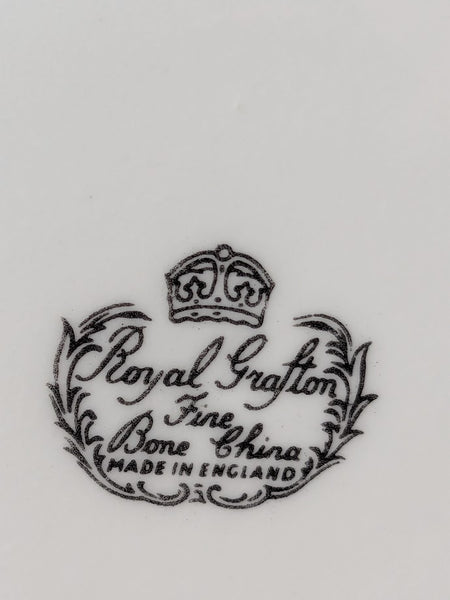 Royal Grafton
Fine
Bone China
MADE IN ENGLAND